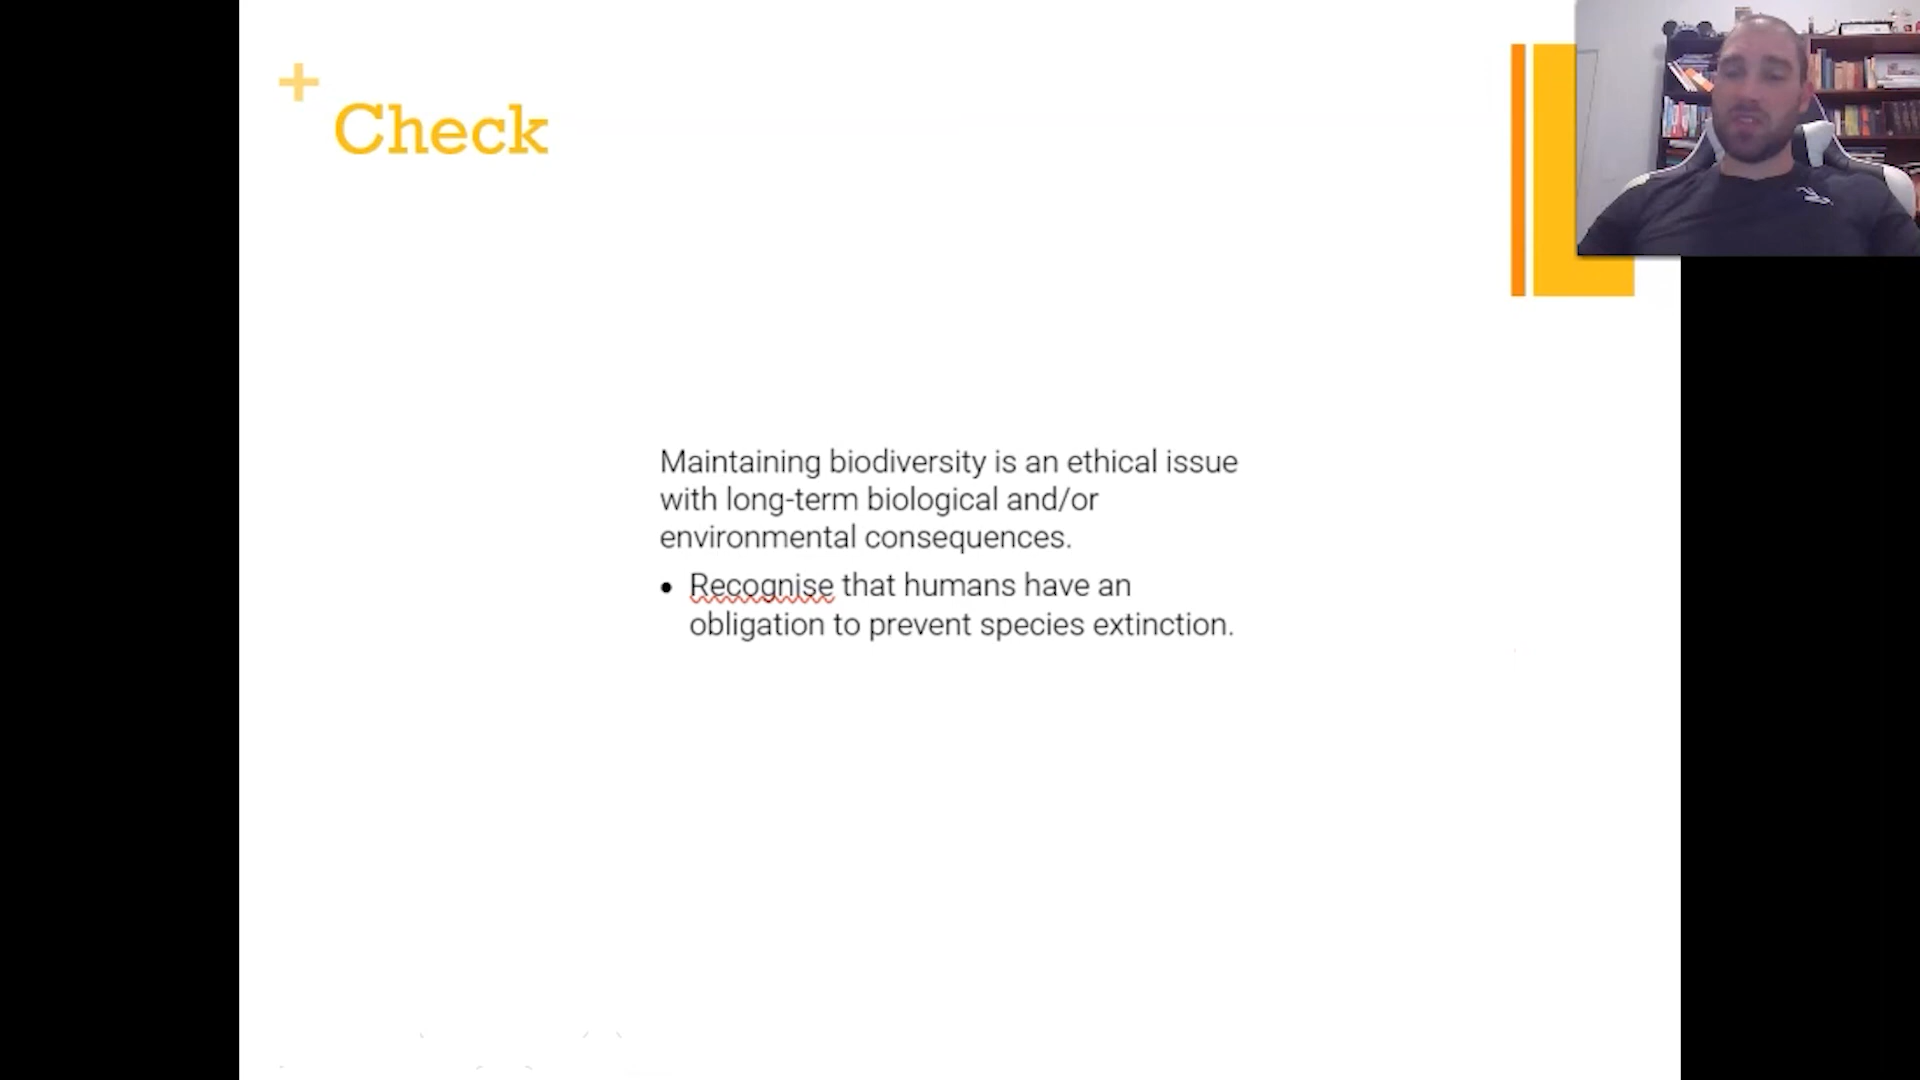 +
Check
Maintaining biodiversity is an ethical issue
with long-term biological and/or
environmental consequences.
• Recognise that humans have an
obligation to prevent species extinction.